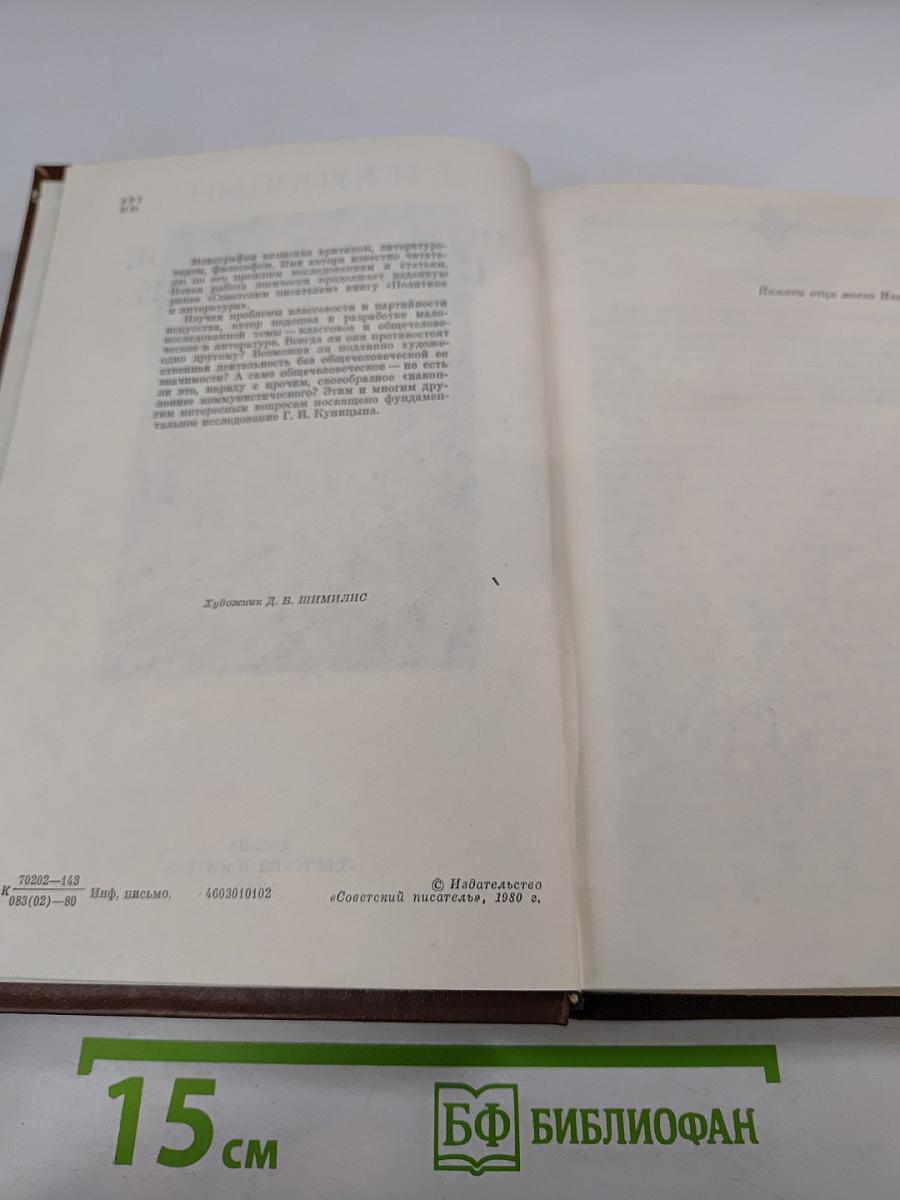 Монография написана критиком, литературо-
ведом, философом. Имя автора известно читате-
лю по его прежним исследованиям и статьям.
Новая работа логически продолжает изданную
ранее «Советским писателем» книгу «Политика
и литература».
Изучив проблемы классовости и партийности
искусства, автор подошел к разработке мало-
исследованной темы — классовое и общечелове-
ческое в литературе. Всегда ли они противостоят
одно другому? Возможна ли подлинно художе-
ственная деятельность без общечеловеческой ее
значимости? А само общечеловеческое — не есть
ли это, наряду с прочим, своеобразное «накоп-
ление» коммунистического? Этим и многим дру-
гим интересным вопросам посвящено фундамен-
тальное исследование Г. И. Куницына.
Художник Д. Б. ШИМИЛИС
К 70202—143
083(02)—80 Инф, письмо. 4603010102
© Издательство
«Советский писатель», 1980 г.
Памяти отца моего
15 см
БФ БИБЛИОФАН